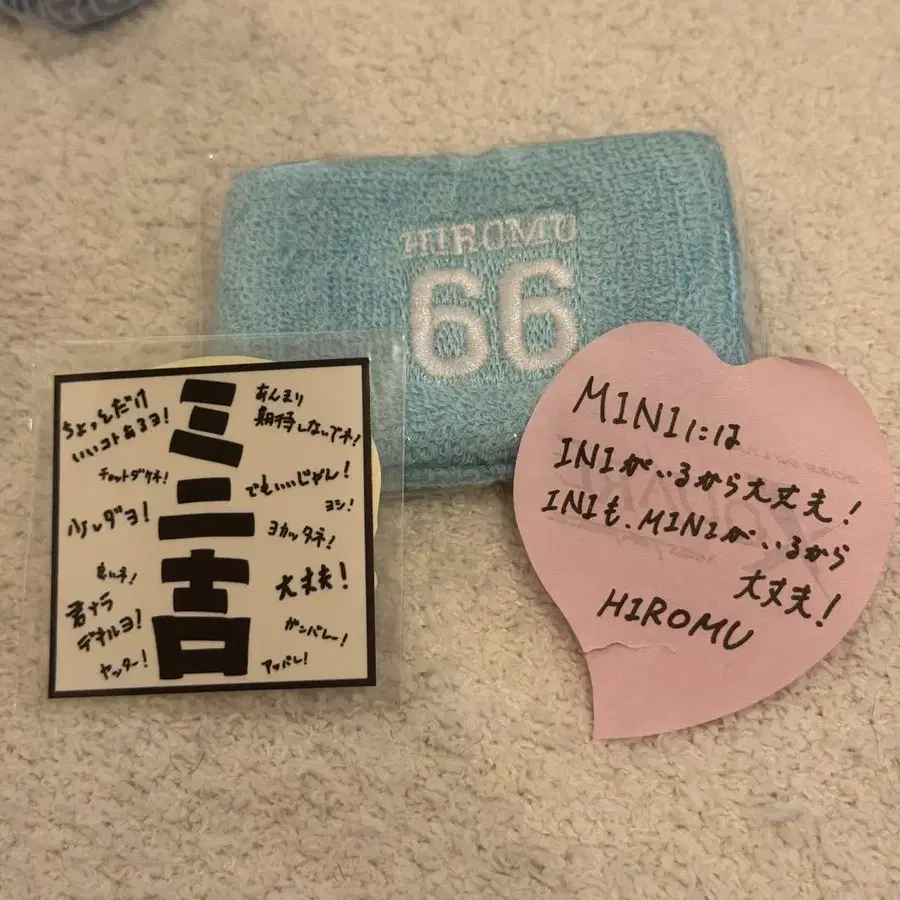 HIROMU
66
ちょっとだけ
いいコトあるヨ!
チョットダケネ!
少しダヨ!
良いネ!
君ナラ
デキルヨ!
ヤッター!
ミニ吉
あんまり
期待しないでネ!
でもいいじゃん!
ヨシ!
ヨカッタネ!
大丈夫!
ガンバレー!
アッパレ!
MINIには
INIがいるから大丈夫!
INIも、MINIがいるから
大丈夫!
HIROMU